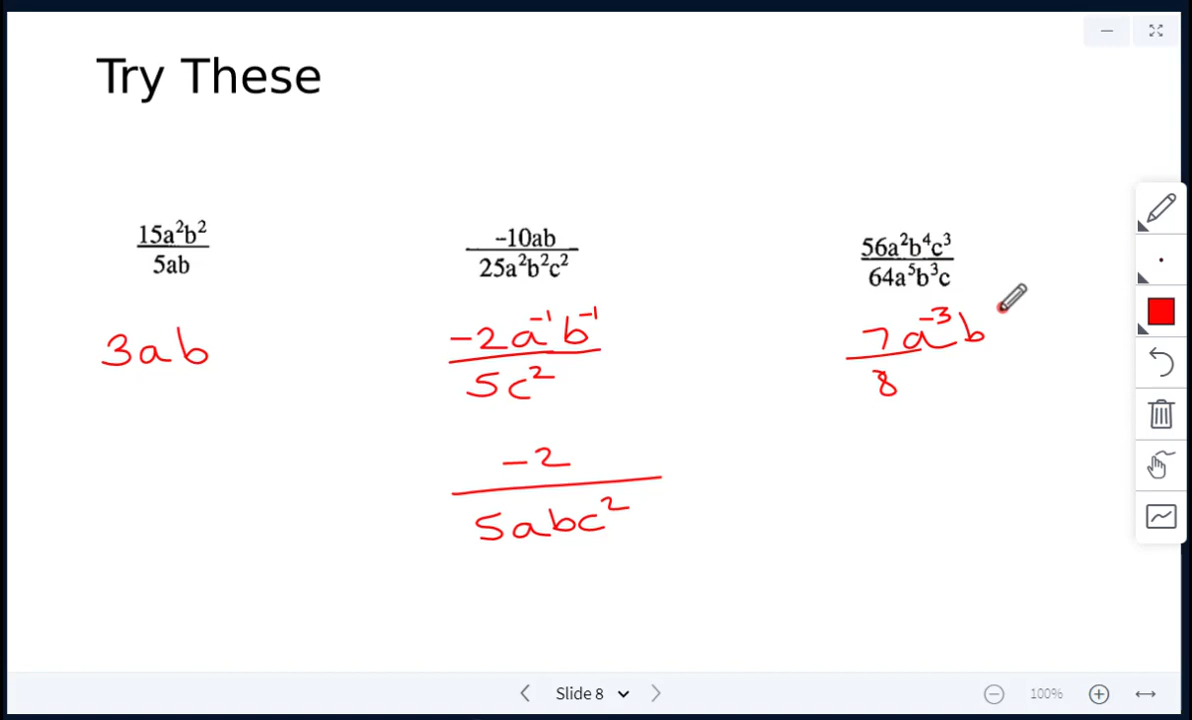 Try These
15a²b²
5ab
3ab
-10ab
25a²b²c²
-2a⁻¹b⁻¹
5c²
-2
5abc²
56a²b⁴c³
64a⁵b³c
7a⁻³b
8
Slide 8
100%